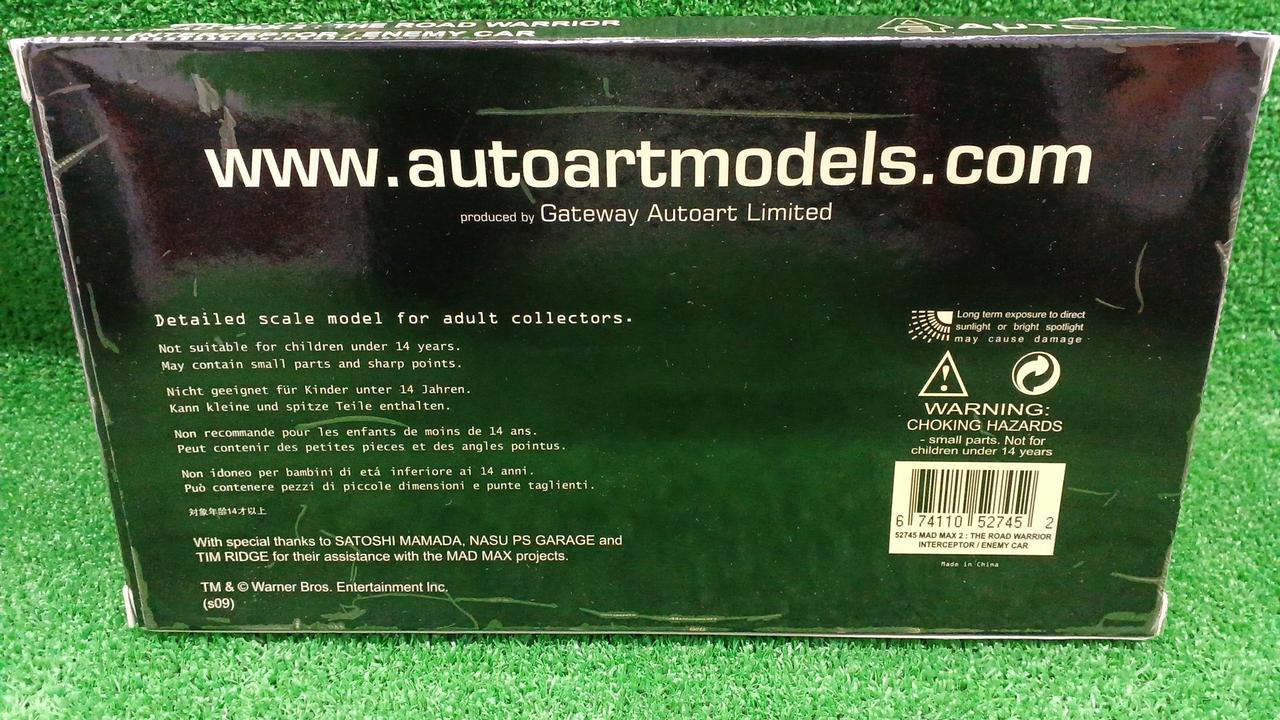 THE ROAD WARRIOR
INTERCEPTOR / ENEMY CAR
www.autoartmodels.com
produced by Gateway Autoart Limited
Detailed scale model for adult collectors.
Not suitable for children under 14 years.
May contain small parts and sharp points.
Nicht geeignet für Kinder unter 14 Jahren.
Kann kleine und spitze Teile enthalten.
Non recommande pour les enfants de moins de 14 ans.
Peut contenir des petites pieces et des angles pointus.
Non idoneo per bambini di etá inferiore ai 14 anni.
Può contenere pezzi di piccole dimensioni e punte taglienti.
対象年齢14才以上
With special thanks to SATOSHI MAMADA, NASU PS GARAGE and
TIM RIDGE for their assistance with the MAD MAX projects.
TM & © Warner Bros. Entertainment Inc.
(s09)
Long term exposure to direct
sunlight or bright spotlight
may cause damage
WARNING:
CHOKING HAZARDS
- small parts. Not for
children under 14 years
6 74110 52745 2
52745 MAD MAX 2 : THE ROAD WARRIOR
INTERCEPTOR / ENEMY CAR
Made in China